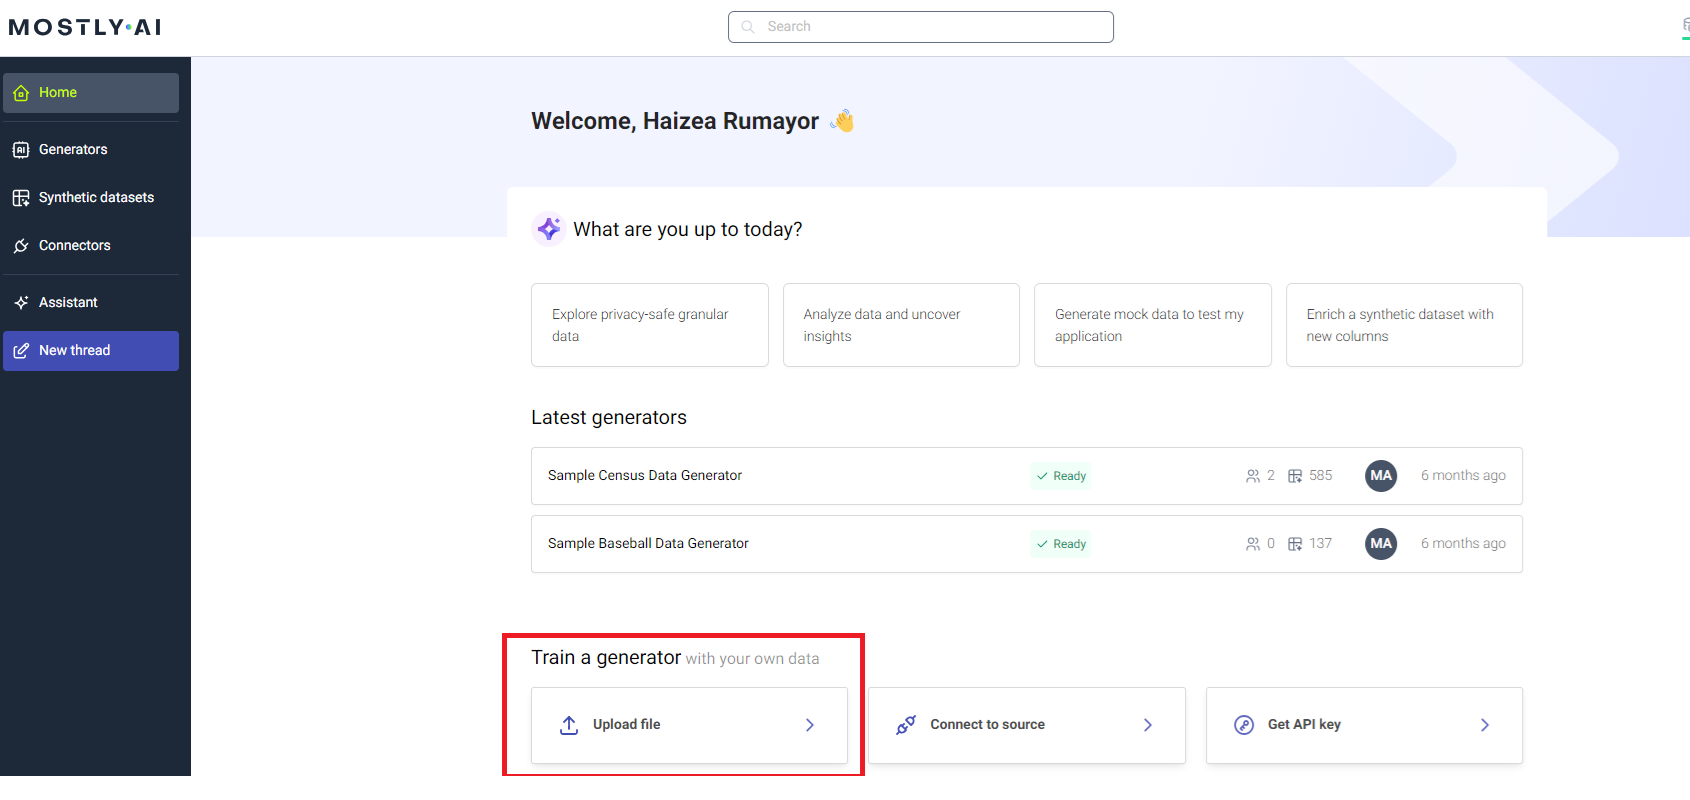 MOSTLY·AI
Search
Home
Generators
Synthetic datasets
Connectors
Assistant
New thread
Welcome, Haizea Rumayor 👋
What are you up to today?
Explore privacy-safe granular
data
Analyze data and uncover
insights
Generate mock data to test my
application
Enrich a synthetic dataset with
new columns
Latest generators
Sample Census Data Generator Ready 2 585 MA 6 months ago
Sample Baseball Data Generator Ready 0 137 MA 6 months ago
Train a generator with your own data
Upload file
Connect to source
Get API key